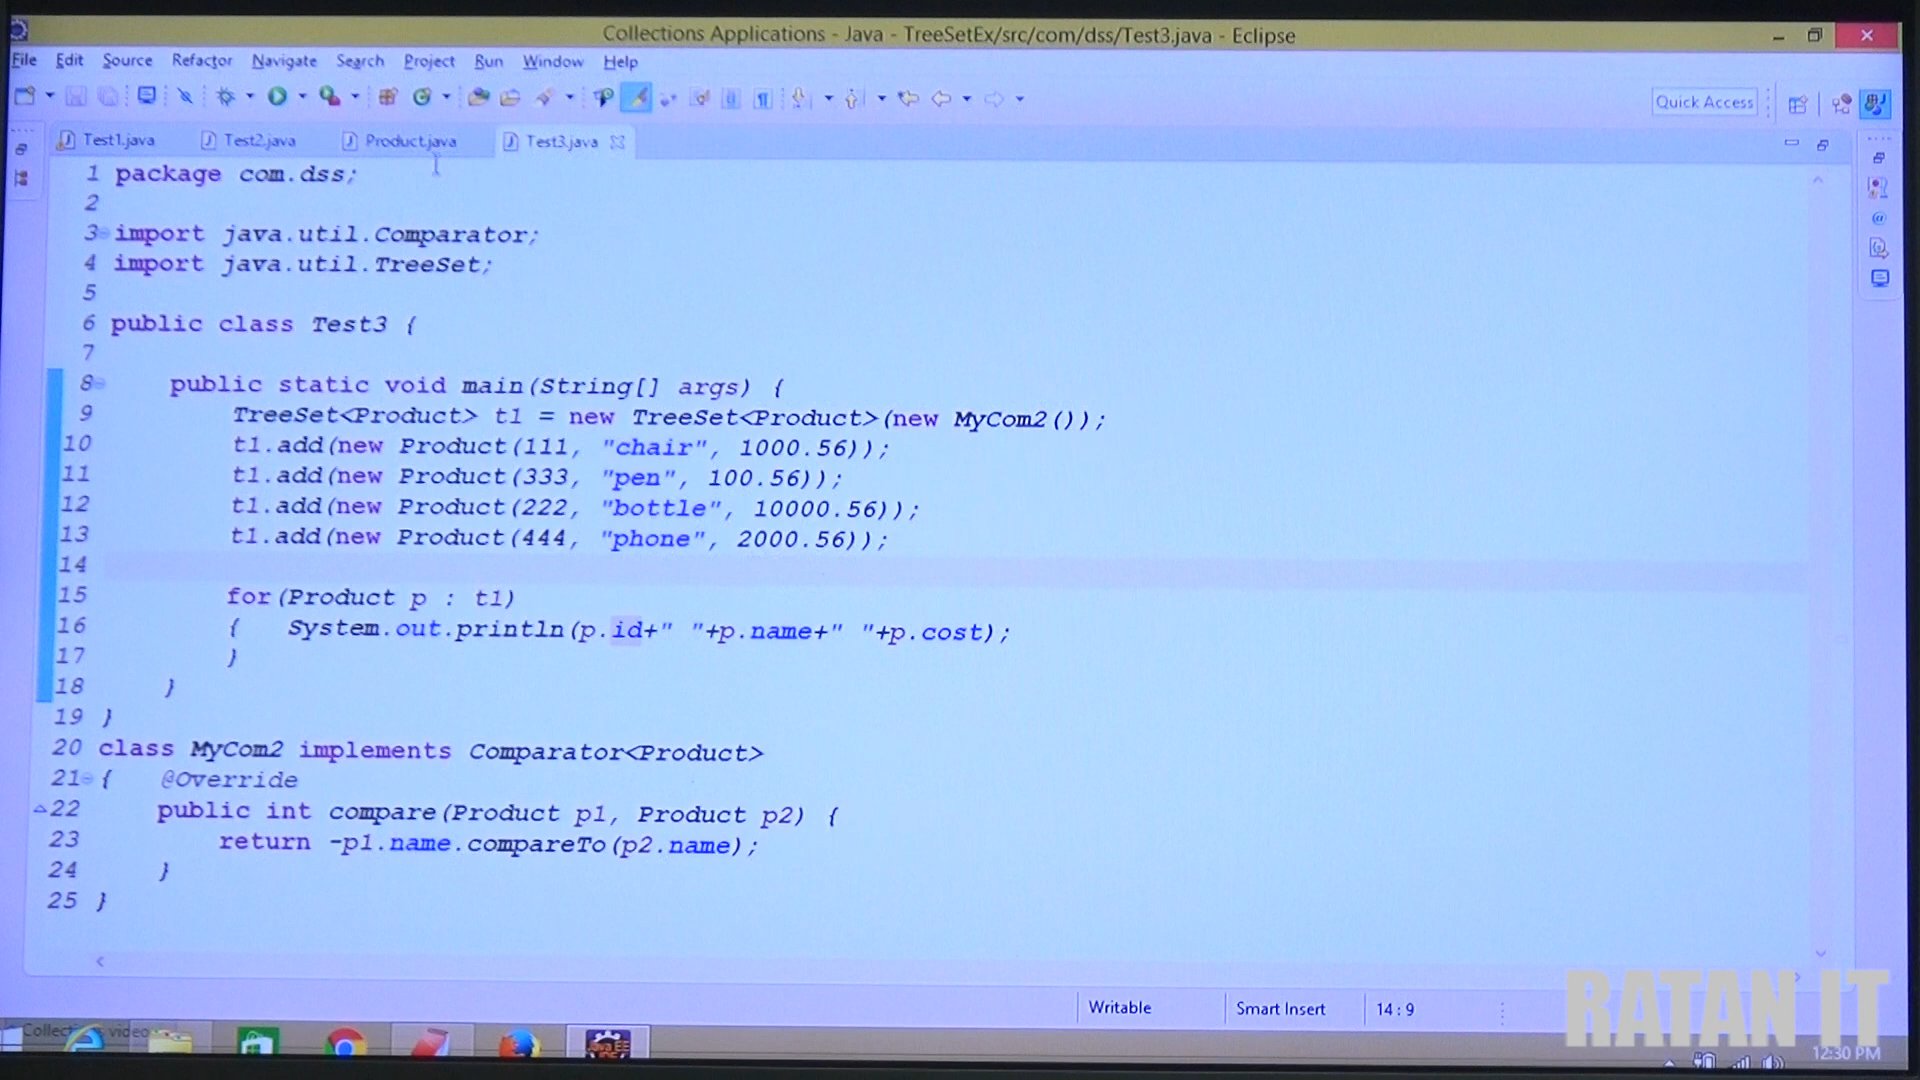 Collections Applications - Java - TreeSetEx/src/com/dss/Test3.java - Eclipse
File Edit Source Refactor Navigate Search Project Run Window Help
Quick Access
Test1.java Test2.java Product.java Test3.java
1 package com.dss;
2
3 import java.util.Comparator;
4 import java.util.TreeSet;
5
6 public class Test3 {
7
8 public static void main(String[] args) {
9 TreeSet<Product> t1 = new TreeSet<Product>(new MyCom2());
10 t1.add(new Product(111, "chair", 1000.56));
11 t1.add(new Product(333, "pen", 100.56));
12 t1.add(new Product(222, "bottle", 10000.56));
13 t1.add(new Product(444, "phone", 2000.56));
14
15 for(Product p : t1)
16 { System.out.println(p.id+" "+p.name+" "+p.cost);
17 }
18 }
19 }
20 class MyCom2 implements Comparator<Product>
21 { @Override
22 public int compare(Product p1, Product p2) {
23 return -p1.name.compareTo(p2.name);
24 }
25 }
Writable Smart Insert 14 : 9
RATAN IT
video
Java EE
12:30 PM